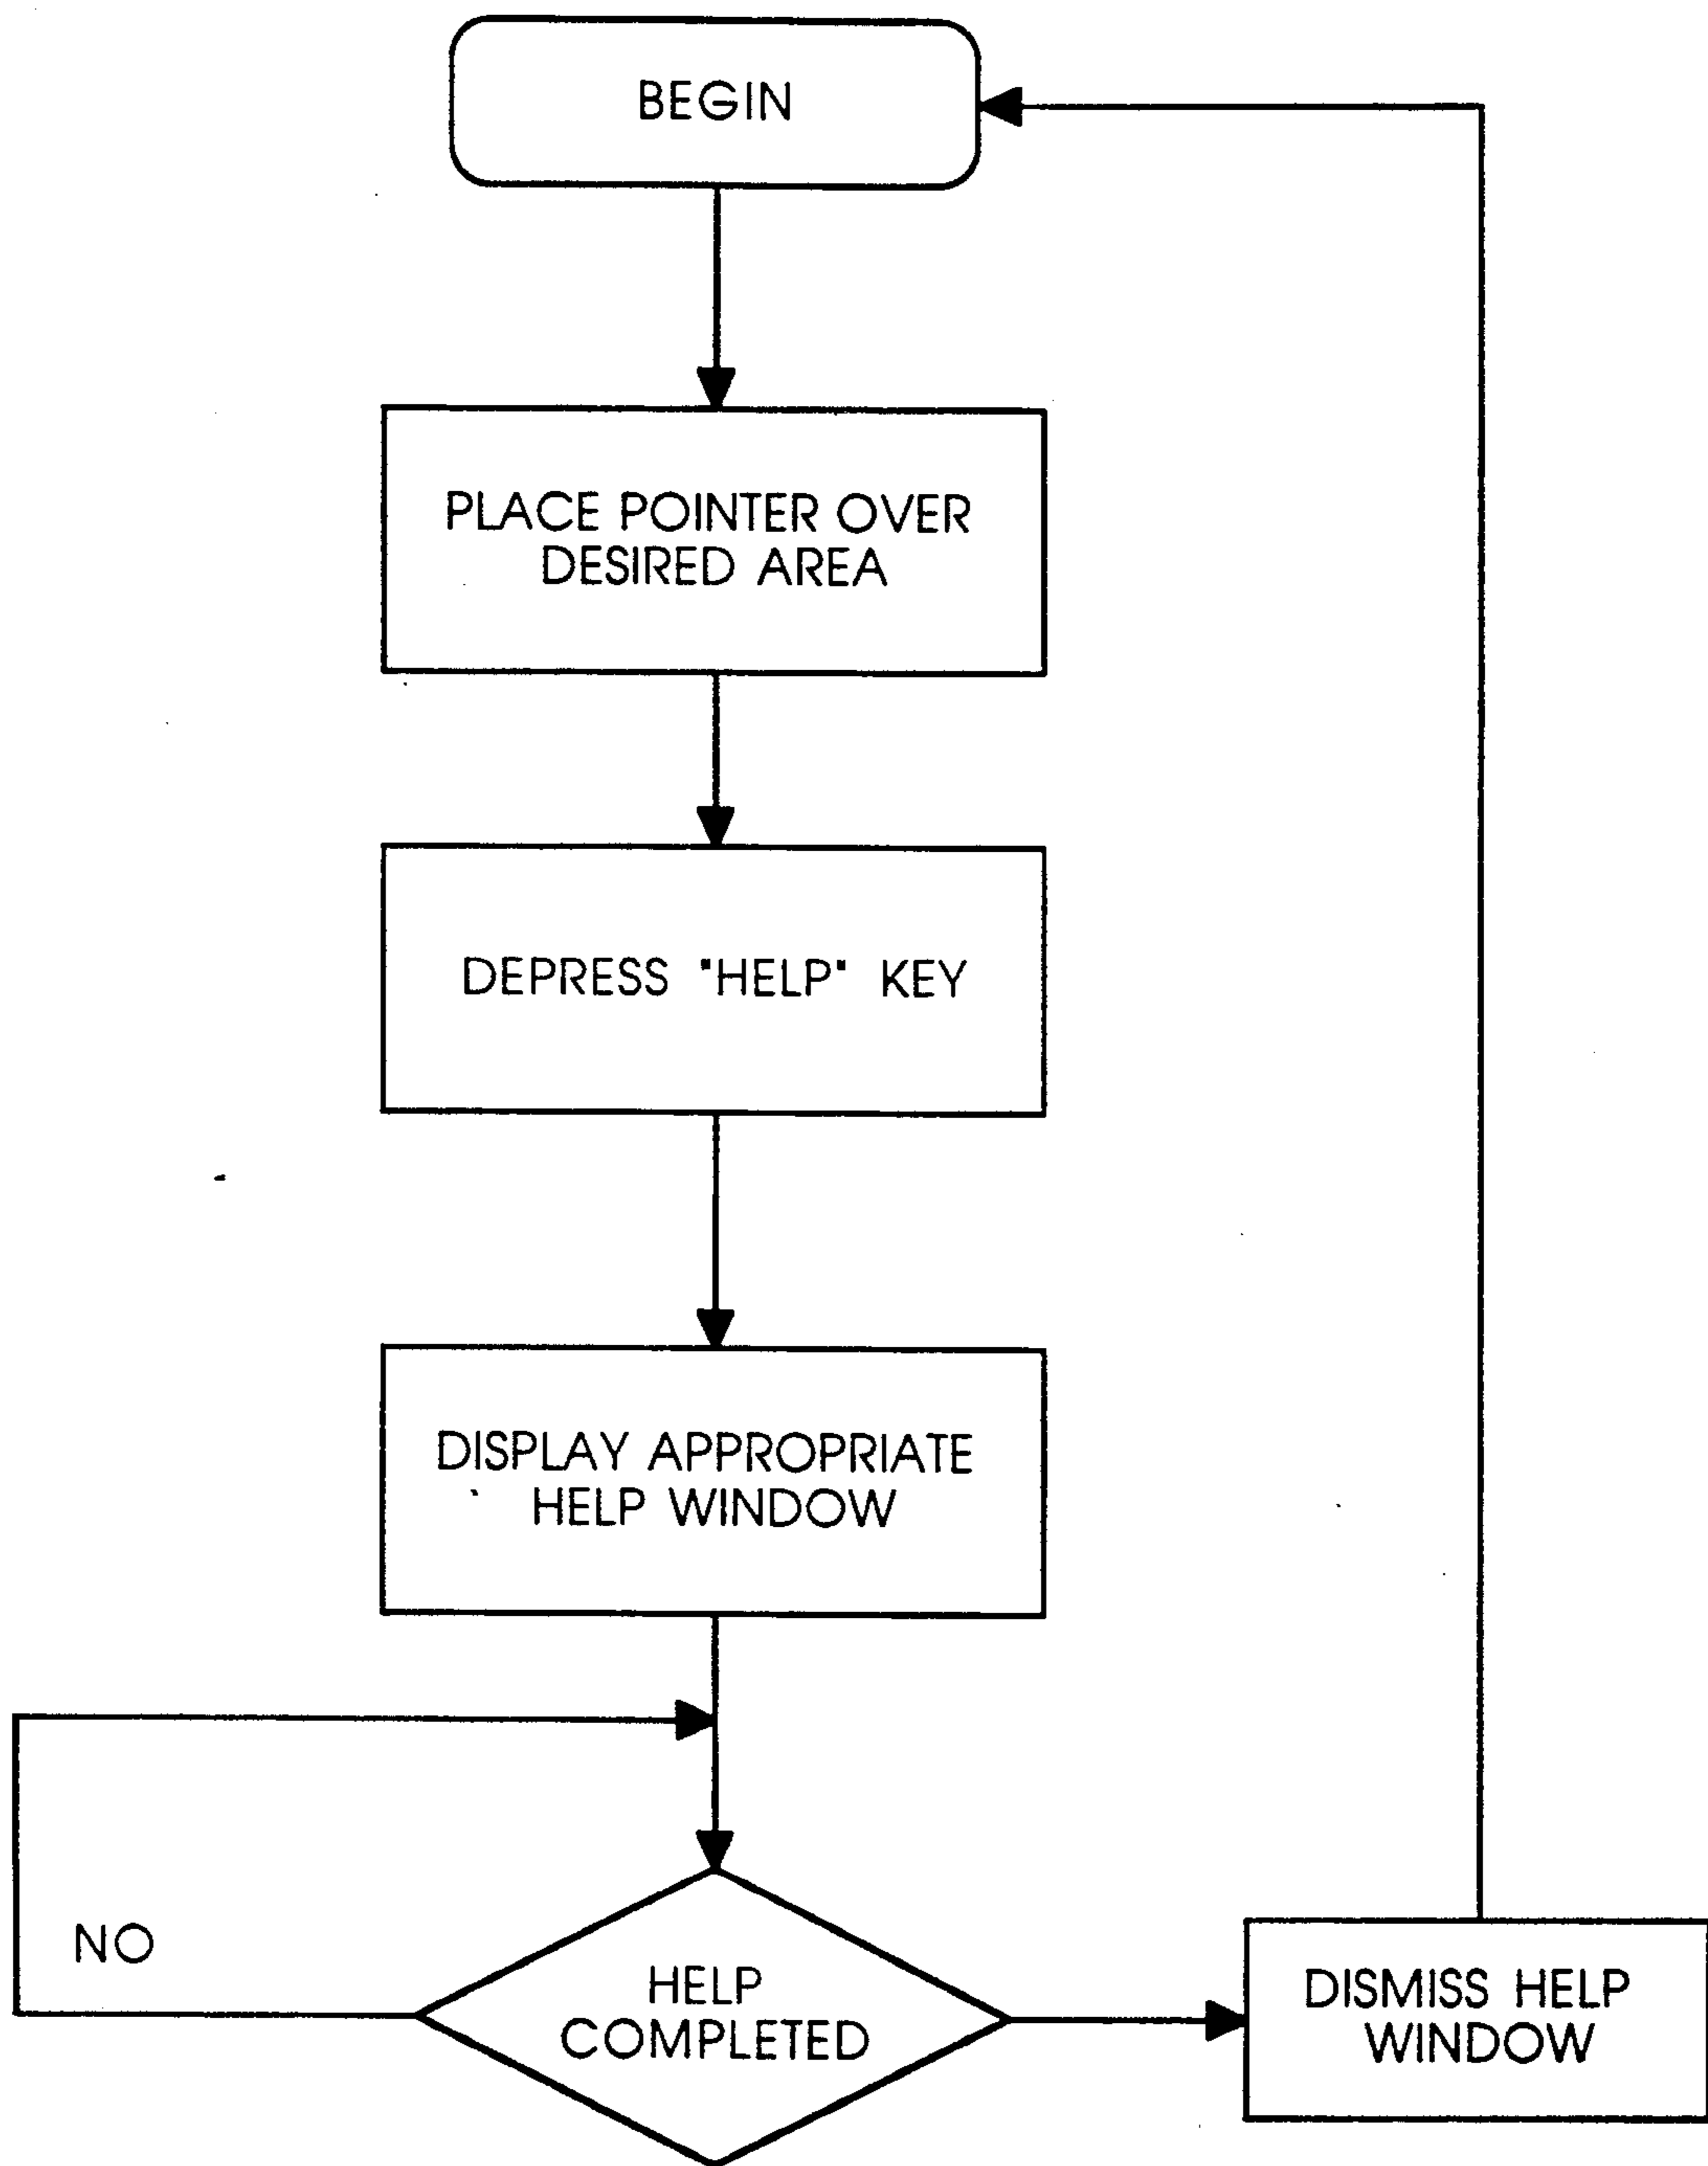 BEGIN
PLACE POINTER OVER
DESIRED AREA
DEPRESS "HELP" KEY
DISPLAY APPROPRIATE
HELP WINDOW
NO
HELP
COMPLETED
DISMISS HELP
WINDOW